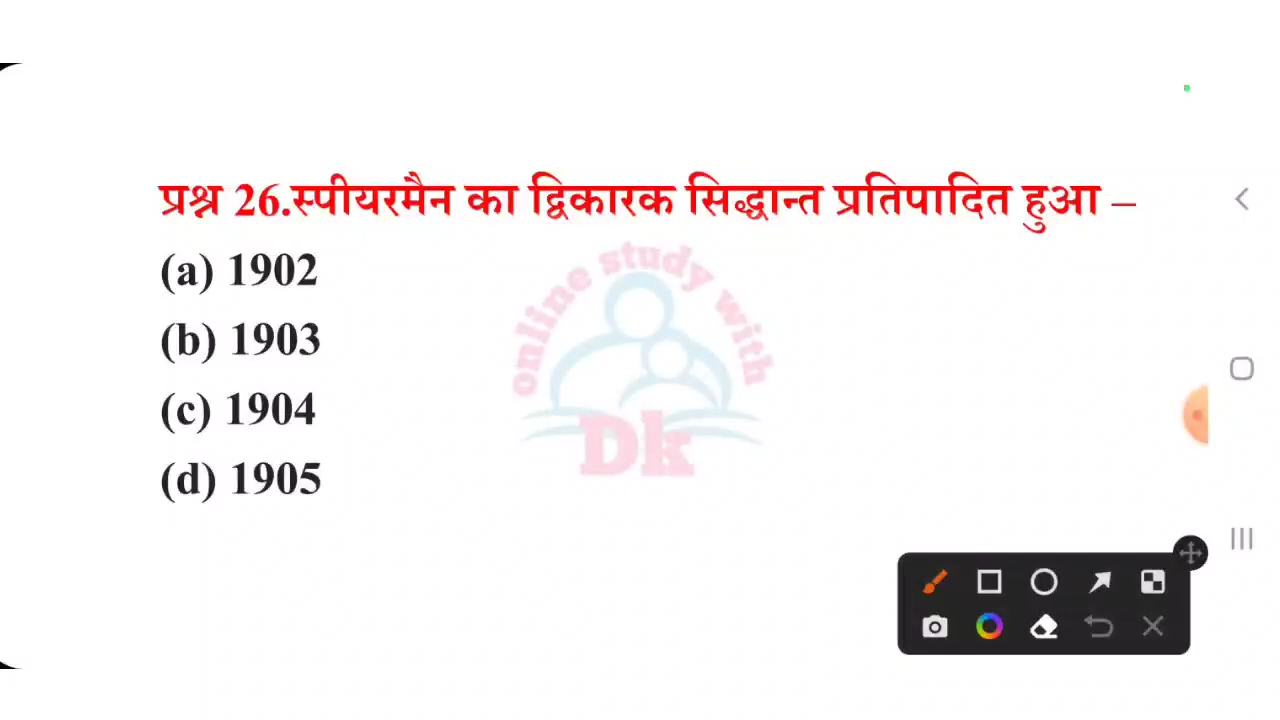 प्रश्न 26.स्पीयरमैन का द्विकारक सिद्धान्त प्रतिपादित हुआ –
(a) 1902
(b) 1903
(c) 1904
(d) 1905
online study with
Dk